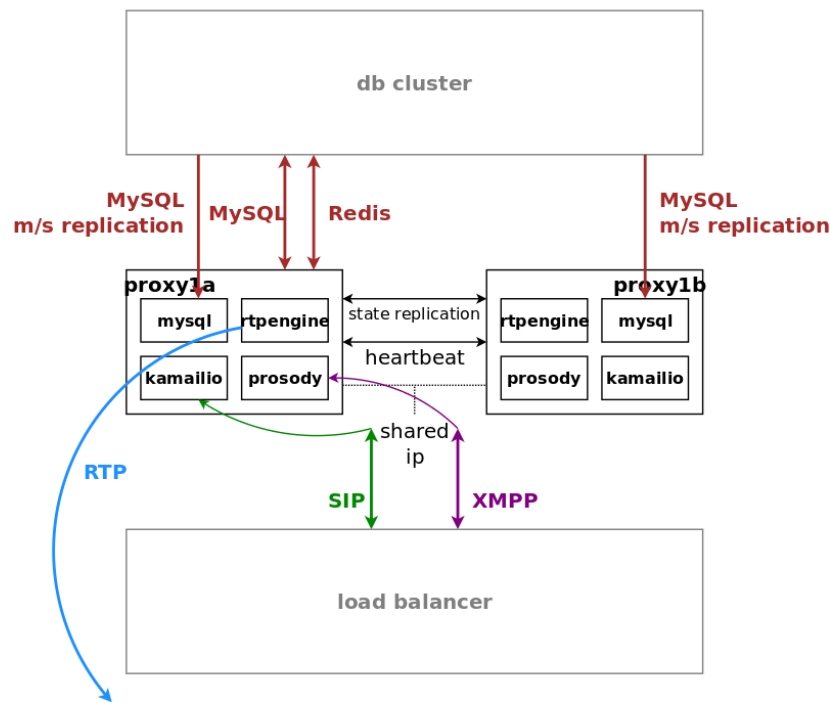 db cluster
MySQL
m/s replication
MySQL
Redis
MySQL
m/s replication
proxy1a
mysql
rtpengine
kamailio
prosody
state replication
heartbeat
shared
ip
proxy1b
rtpengine
mysql
prosody
kamailio
RTP
SIP
XMPP
load balancer